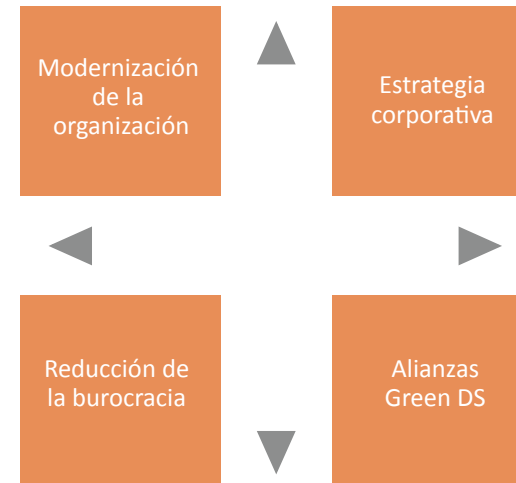 Modernización
de la
organización
Estrategia
corporativa
Reducción de
la burocracia
Alianzas
Green DS